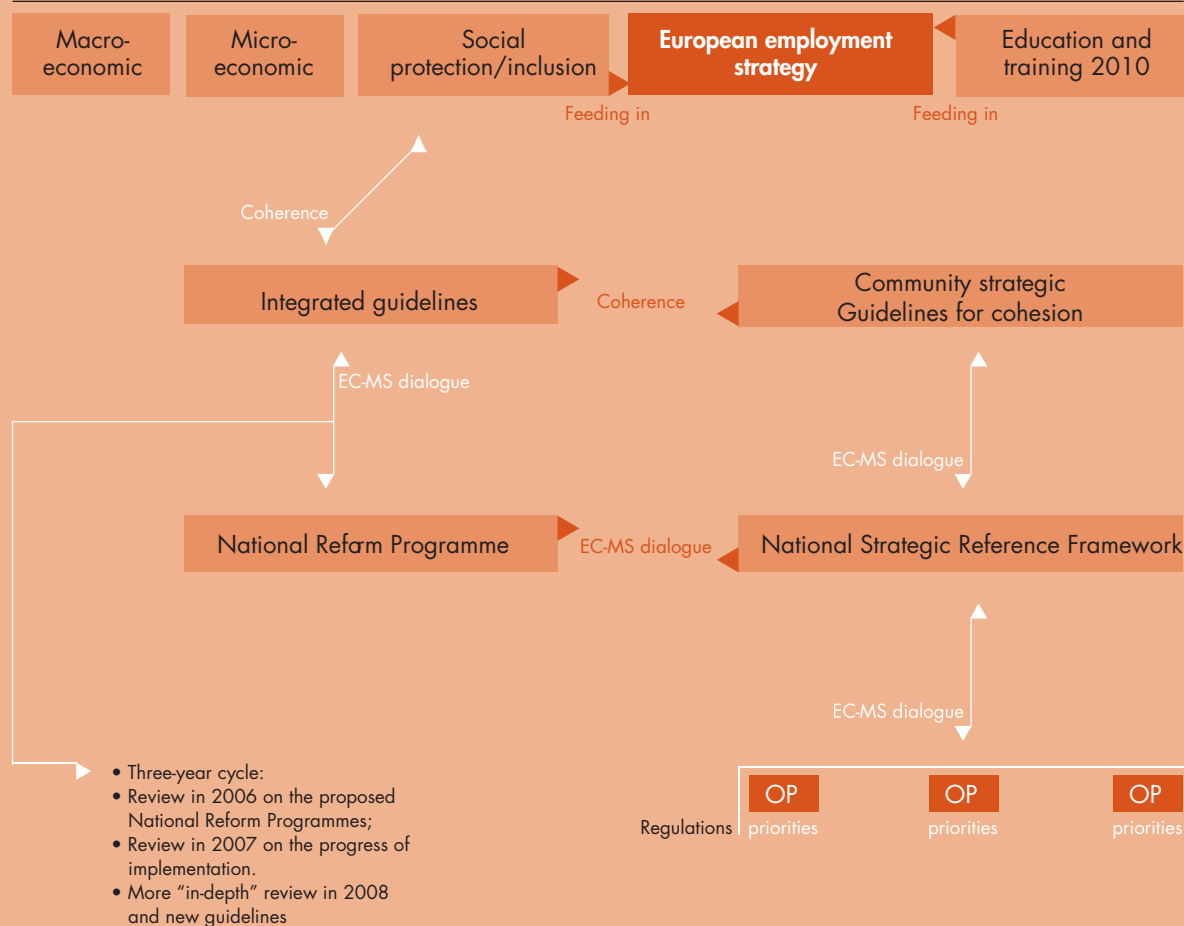 Macro-
economic
Micro-
economic
Social
protection/inclusion
European employment
strategy
Education and
training 2010
Feeding in
Feeding in
Coherence
Integrated guidelines
Coherence
Community strategic
Guidelines for cohesion
EC-MS dialogue
EC-MS dialogue
National Reform Programme
EC-MS dialogue
National Strategic Reference Framework
EC-MS dialogue
• Three-year cycle:
• Review in 2006 on the proposed
National Reform Programmes;
• Review in 2007 on the progress of
implementation.
• More “in-depth” review in 2008
and new guidelines
Regulations
OP
priorities
OP
priorities
OP
priorities